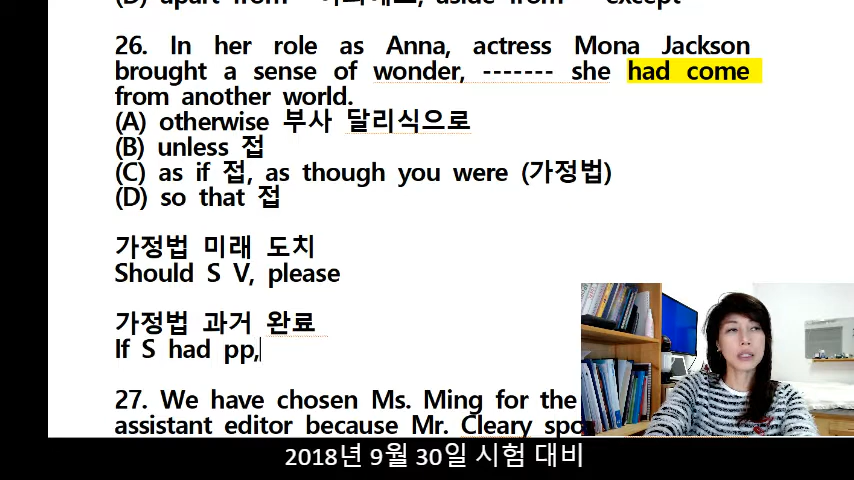 (D) apart from
26. In her role as Anna, actress Mona Jackson
brought a sense of wonder, ------- she had come
from another world.
(A) otherwise 부사 달리식으로
(B) unless 접
(C) as if 접, as though you were (가정법)
(D) so that 접
가정법 미래 도치
Should S V, please
가정법 과거 완료
If S had pp,
27. We have chosen Ms. Ming for the
assistant editor because Mr. Cleary
2018년 9월 30일 시험 대비